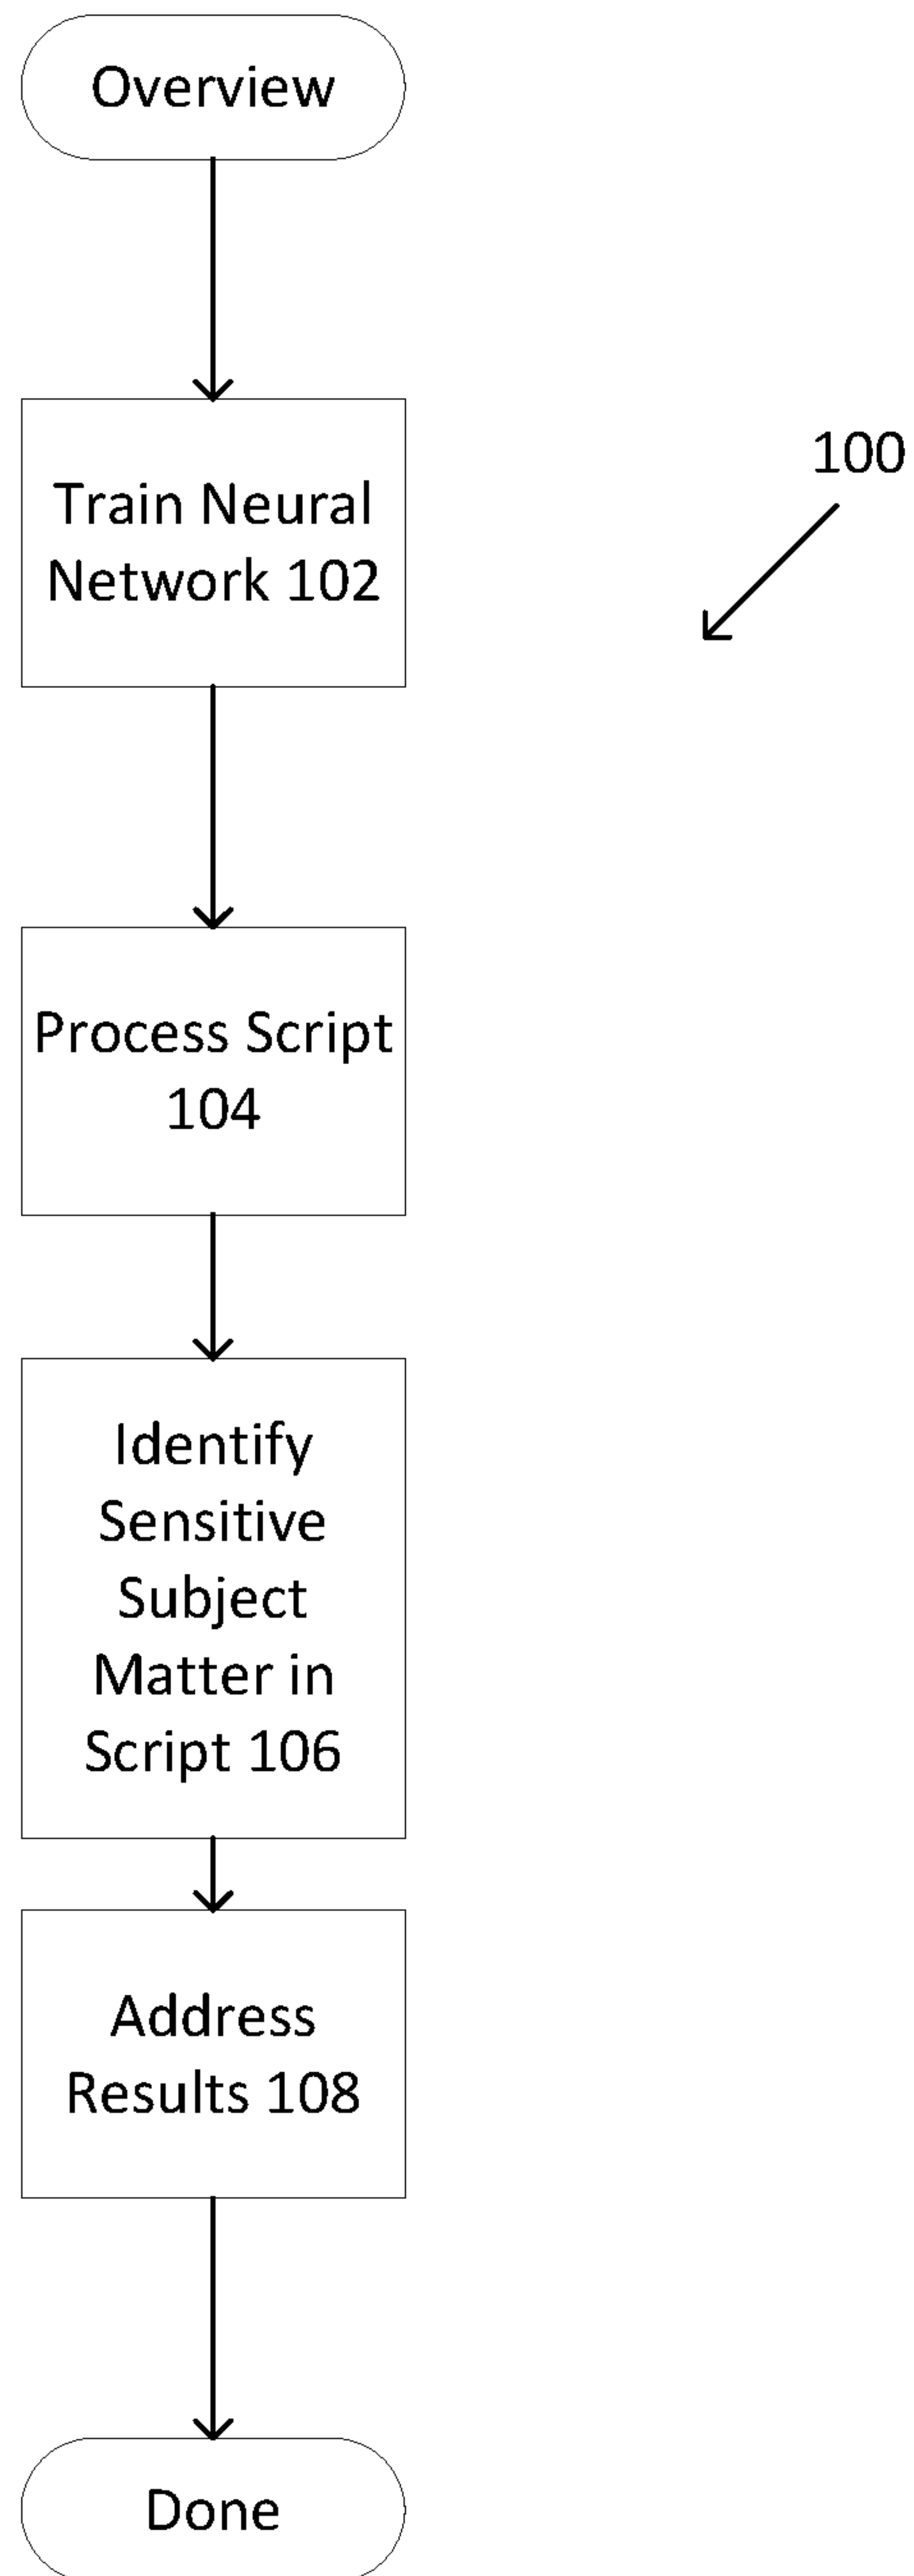 Overview
Train Neural
Network 102
100
Process Script
104
Identify
Sensitive
Subject
Matter in
Script 106
Address
Results 108
Done